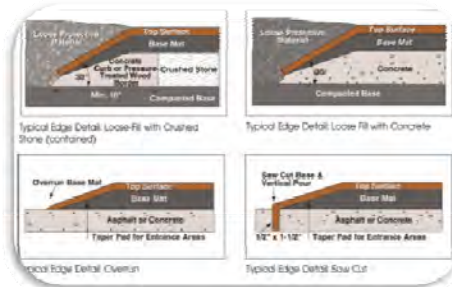 Loose Protective
Material
Top Surface
Base Mat
Concrete
Curb or Pressure-
Treated Wood
Border
Crushed Stone
30°
Min. 10"
Compacted Base
Typical Edge Detail: Loose-Fill with Crushed
Stone (contained)
Loose Protective
Material
Top Surface
Base Mat
Concrete
Compacted Base
Typical Edge Detail: Loose Fill with Concrete
Overrun Base Mat
Top Surface
Base Mat
Asphalt or Concrete
Taper Pad for Entrance Areas
Typical Edge Detail: Overrun
Saw Cut Base &
Vertical Pour
Top Surface
Base Mat
Asphalt or Concrete
1/2" x 1-1/2"
Taper Pad for Entrance Areas
Typical Edge Detail: Saw Cut